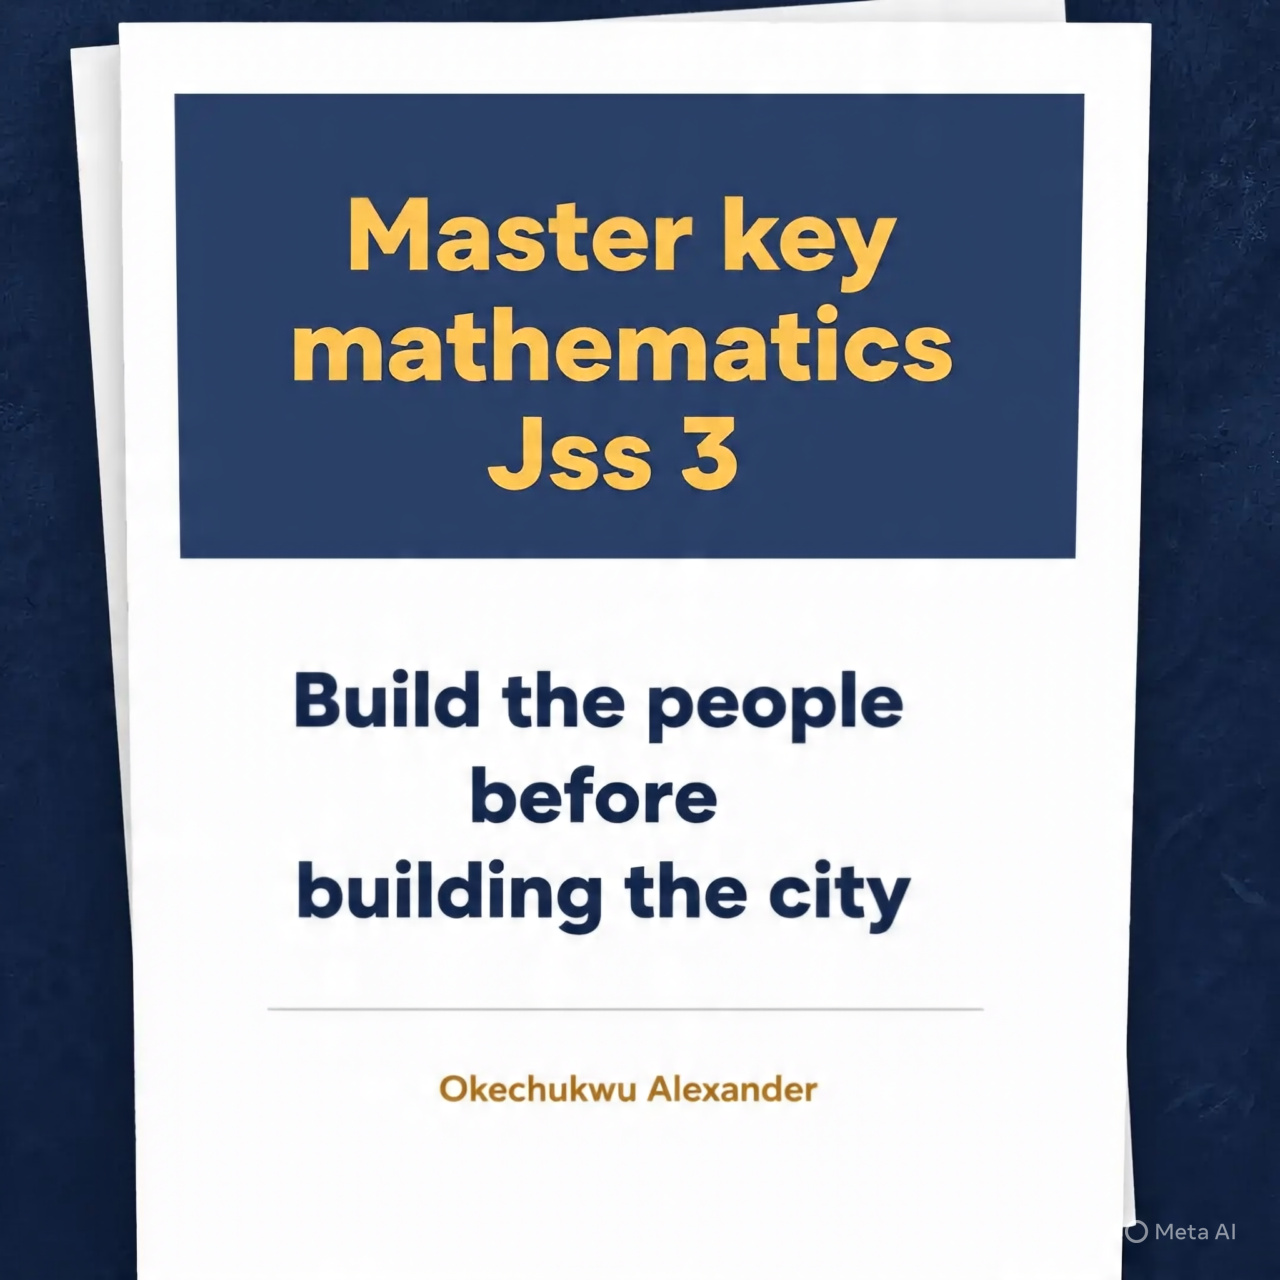 Master key
mathematics
Jss 3
Build the people
before
building the city
Okechukwu Alexander
Meta AI